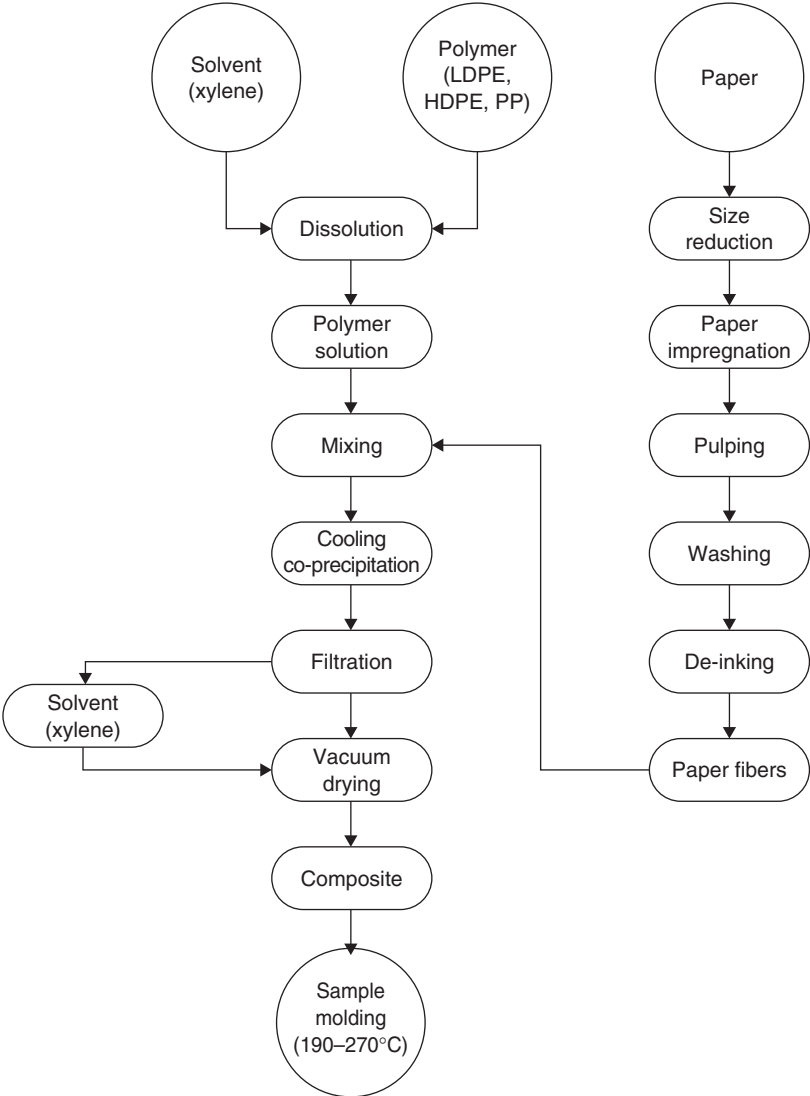 Solvent
(xylene)
Polymer
(LDPE,
HDPE, PP)
Paper
Dissolution
Size
reduction
Polymer
solution
Paper
impregnation
Mixing
Pulping
Cooling
co-precipitation
Washing
Filtration
De-inking
Solvent
(xylene)
Vacuum
drying
Paper fibers
Composite
Sample
molding
(190–270°C)